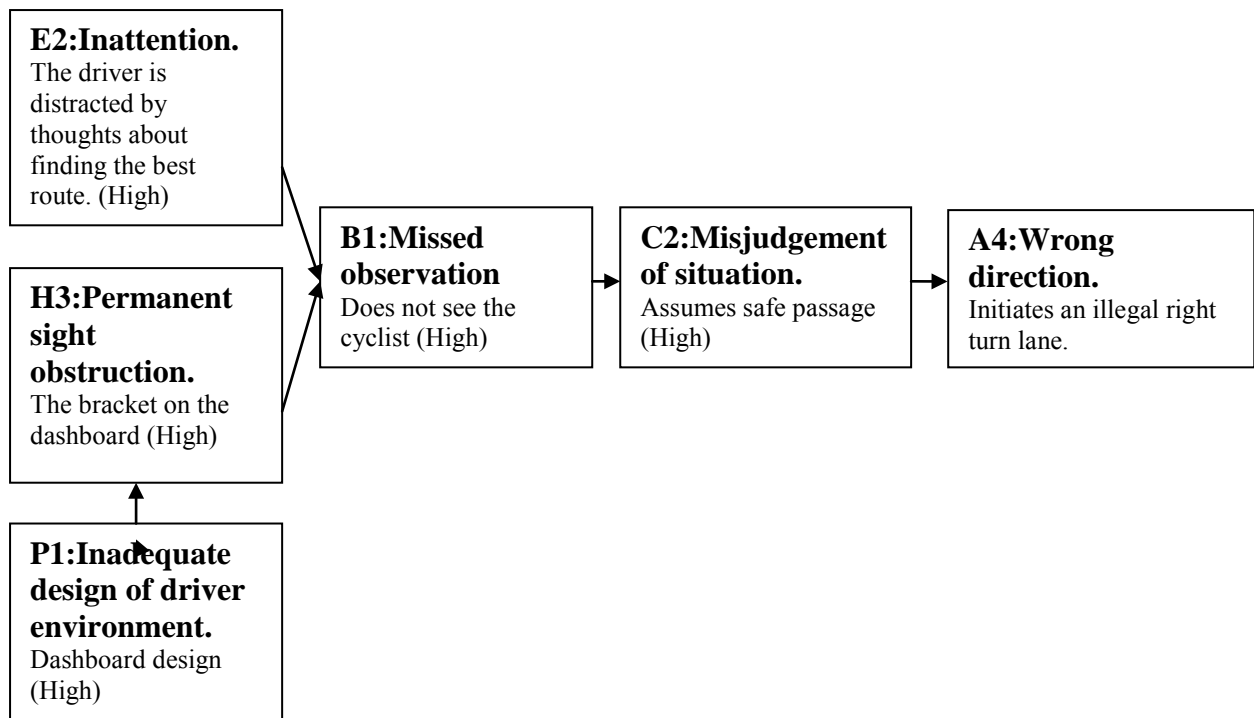 E2:Inattention.
The driver is
distracted by
thoughts about
finding the best
route. (High)
H3:Permanent
sight
obstruction.
The bracket on the
dashboard (High)
P1:Inadequate
design of driver
environment.
Dashboard design
(High)
B1:Missed
observation
Does not see the
cyclist (High)
C2:Misjudgement
of situation.
Assumes safe passage
(High)
A4:Wrong
direction.
Initiates an illegal right
turn lane.